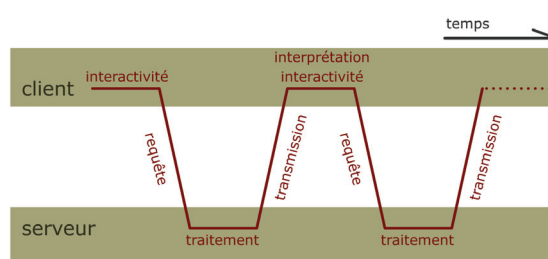 temps
client
interactivité
interprétation
interactivité
requête
transmission
requête
transmission
serveur
traitement
traitement